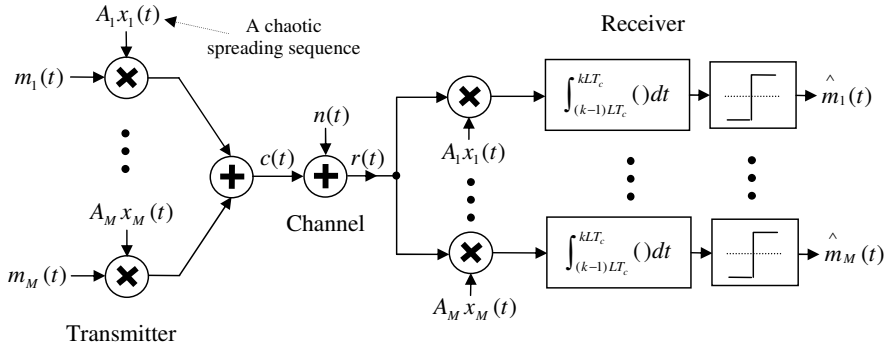 A₁x₁(t)
A chaotic
spreading sequence
m₁(t)
A_M x_M(t)
m_M(t)
Transmitter
c(t)
n(t)
r(t)
Channel
Receiver
A₁x₁(t)
∫_{(k-1)LT_c}^{kLT_c} ()dt
m̂₁(t)
A_M x_M(t)
∫_{(k-1)LT_c}^{kLT_c} ()dt
m̂_M(t)